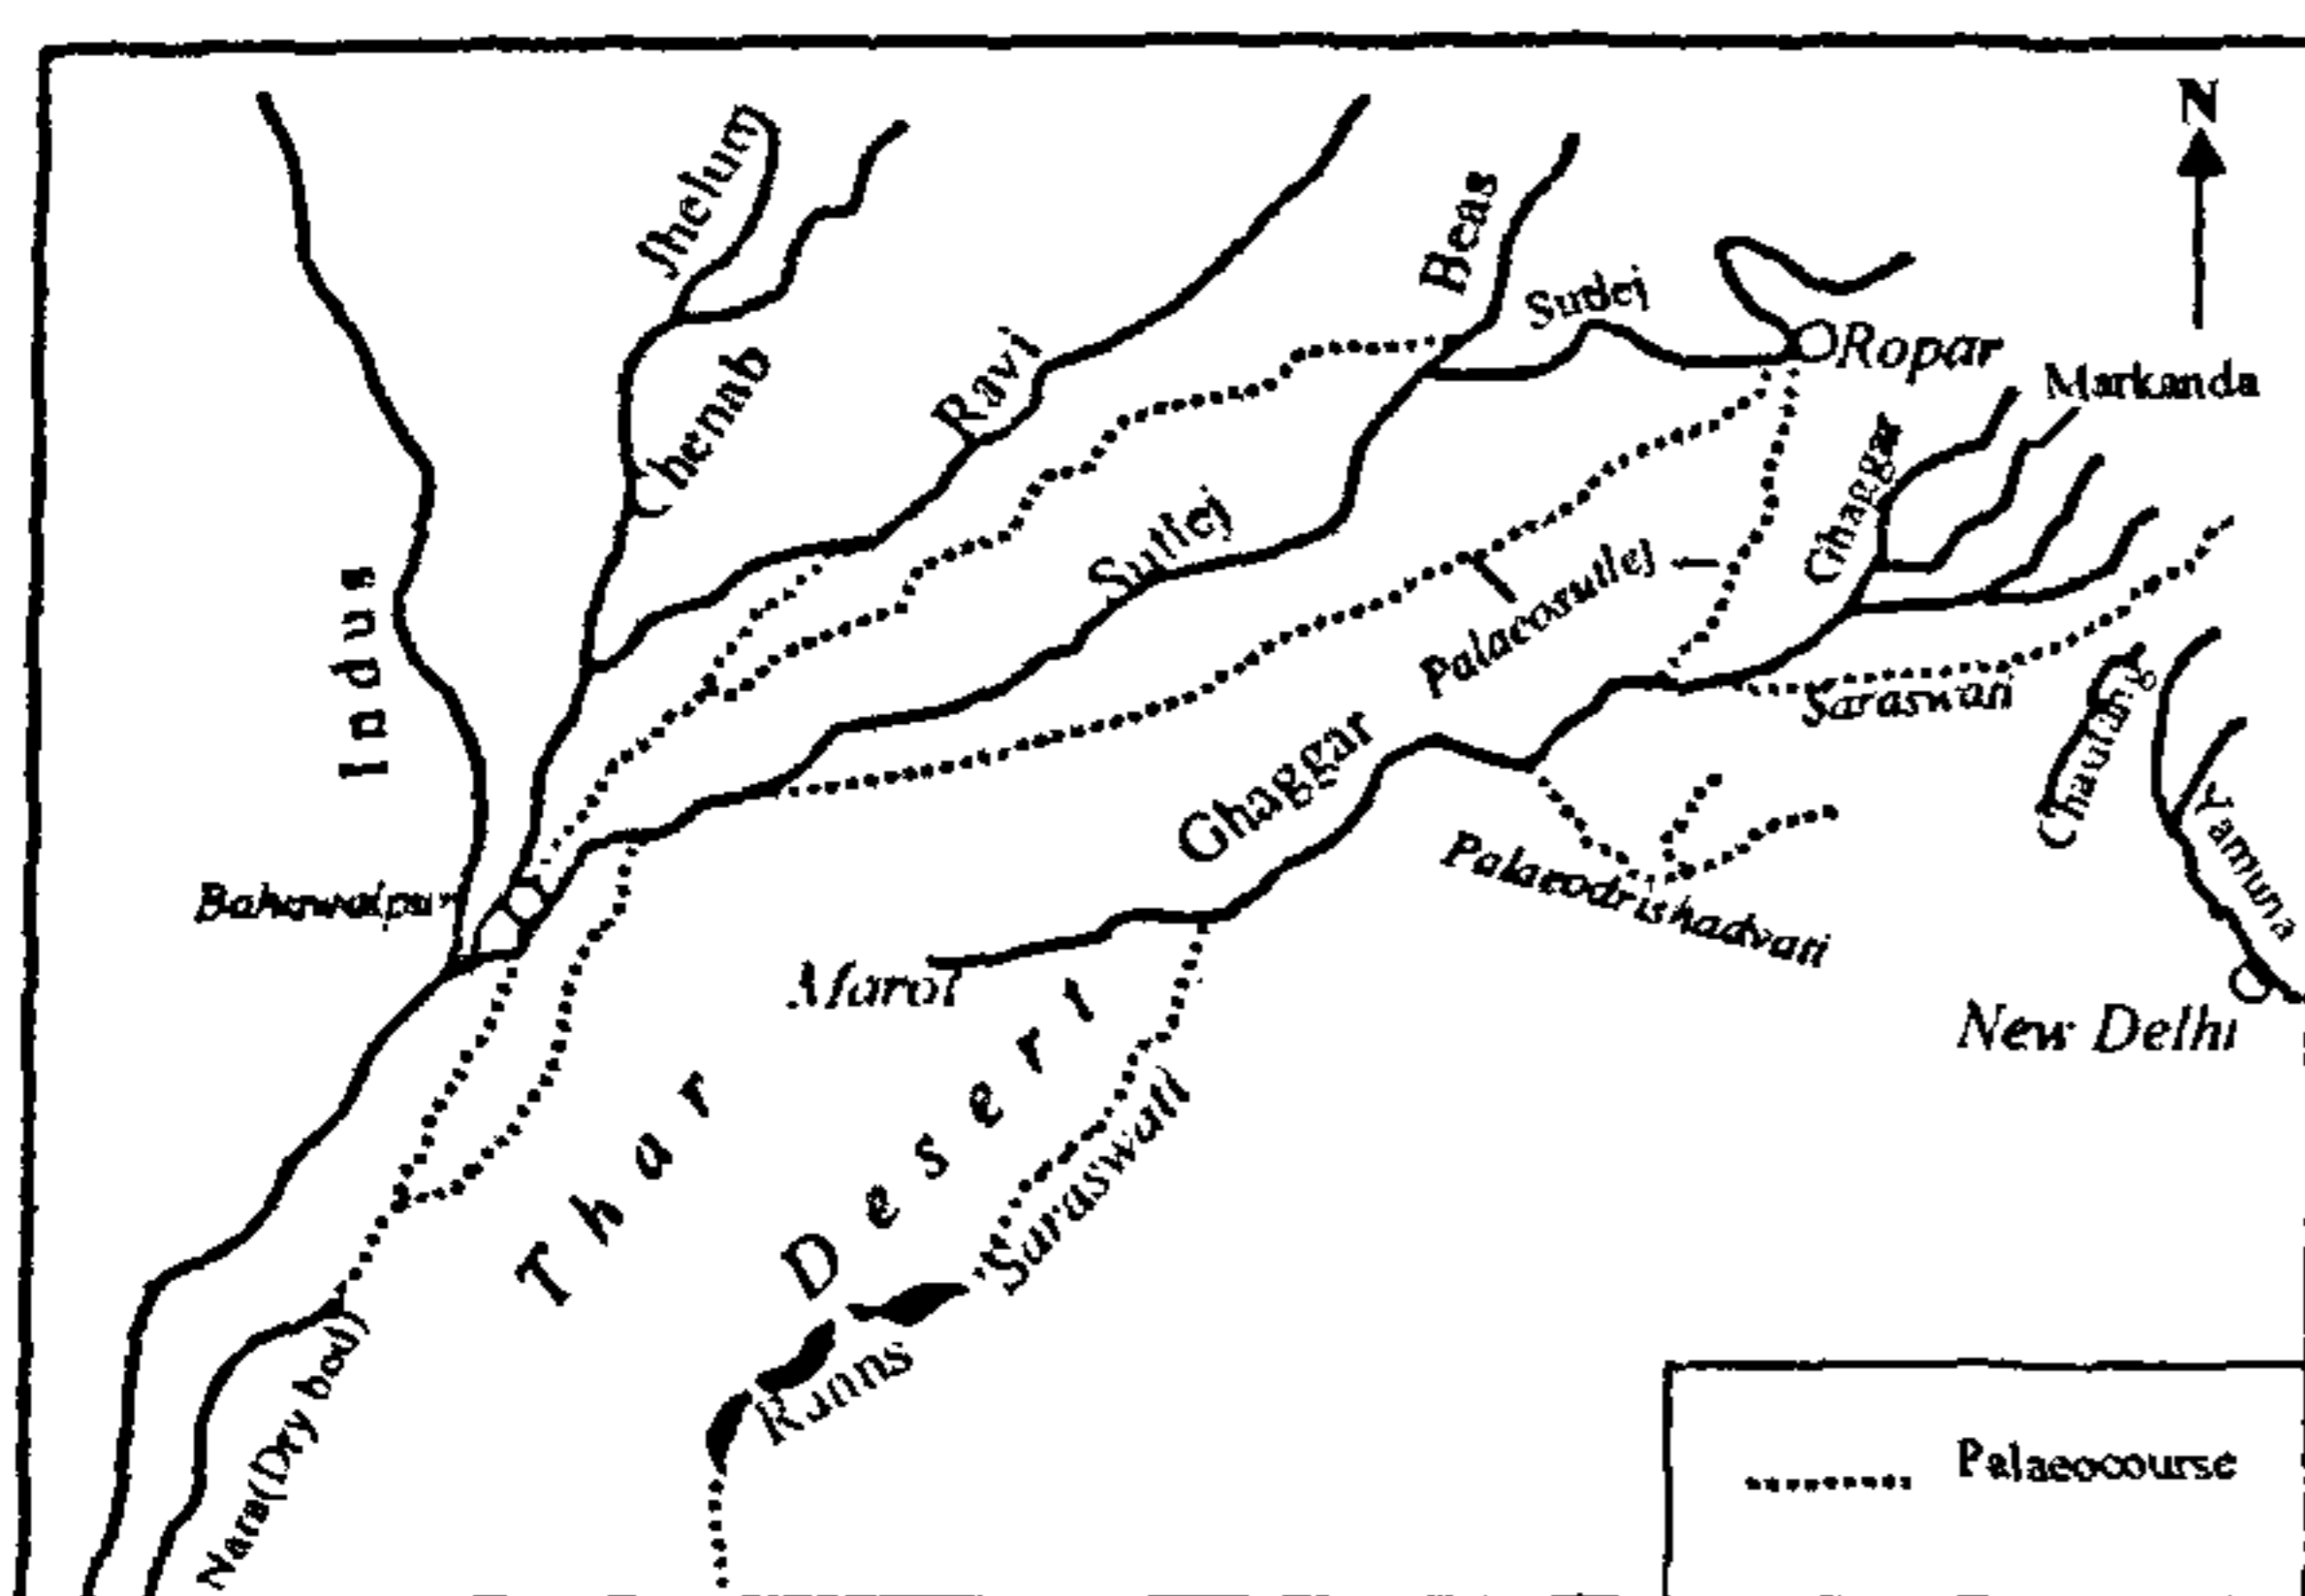 N
Jhelum
Beas
Sutlej
Ropar
Markanda
Chenab
Ravi
Ghaggar
Sutlej
Indus
Palaeosutlej
Saraswati
Chautang
Ghaggar
Yamuna
Palaeodrishadvati
Bahawalpur
Marot
New Delhi
Thar Desert
Saraswati
Ranns
Nara(Dry bed)
Palaeocourse